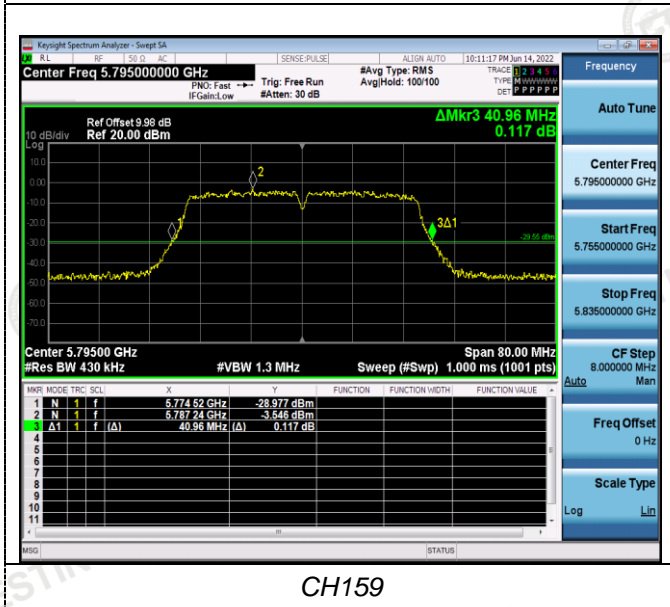 Keysight Spectrum Analyzer - Swept SA
RL RF 50 Ω AC SENSE:PULSE ALIGN AUTO 10:11:17 PM Jun 14, 2022
Center Freq 5.795000000 GHz
PNO: Fast
IFGain:Low
Trig: Free Run
#Atten: 30 dB
#Avg Type: RMS
Avg|Hold: 100/100
TRACE 1 2 3 4 5 6
TYPE M WWWWW
DET P P P P P P
Frequency
Auto Tune
Center Freq
5.795000000 GHz
Start Freq
5.755000000 GHz
Stop Freq
5.835000000 GHz
CF Step
8.000000 MHz
Auto Man
Freq Offset
0 Hz
Scale Type
Log Lin
ΔMkr3 40.96 MHz
0.117 dB
Ref Offset 9.98 dB
10 dB/div Ref 20.00 dBm
Log
10.0
0.00
-10.0
-20.0
-30.0
-40.0
-50.0
-60.0
-70.0
1
2
3Δ1
-29.55 dBm
Center 5.79500 GHz Span 80.00 MHz
#Res BW 430 kHz #VBW 1.3 MHz Sweep (#Swp) 1.000 ms (1001 pts)
MKR MODE TRC SCL X Y FUNCTION FUNCTION WIDTH FUNCTION VALUE
1 N 1 f 5.774 52 GHz -28.977 dBm
2 N 1 f 5.787 24 GHz -3.546 dBm
3 Δ1 1 f (Δ) 40.96 MHz (Δ) 0.117 dB
4
5
6
7
8
9
10
11
MSG STATUS
CH159